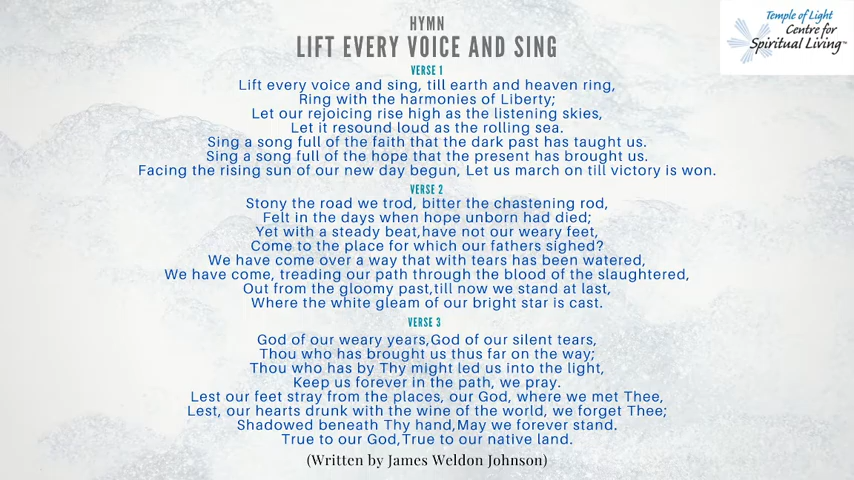 HYMN
LIFT EVERY VOICE AND SING
Temple of Light
Centre for
Spiritual Living™
VERSE 1
Lift every voice and sing, till earth and heaven ring,
Ring with the harmonies of Liberty;
Let our rejoicing rise high as the listening skies,
Let it resound loud as the rolling sea.
Sing a song full of the faith that the dark past has taught us.
Sing a song full of the hope that the present has brought us.
Facing the rising sun of our new day begun, Let us march on till victory is won.
VERSE 2
Stony the road we trod, bitter the chastening rod,
Felt in the days when hope unborn had died;
Yet with a steady beat,have not our weary feet,
Come to the place for which our fathers sighed?
We have come over a way that with tears has been watered,
We have come, treading our path through the blood of the slaughtered,
Out from the gloomy past,till now we stand at last,
Where the white gleam of our bright star is cast.
VERSE 3
God of our weary years,God of our silent tears,
Thou who has brought us thus far on the way;
Thou who has by Thy might led us into the light,
Keep us forever in the path, we pray.
Lest our feet stray from the places, our God, where we met Thee,
Lest, our hearts drunk with the wine of the world, we forget Thee;
Shadowed beneath Thy hand,May we forever stand.
True to our God,True to our native land.
(Written by James Weldon Johnson)